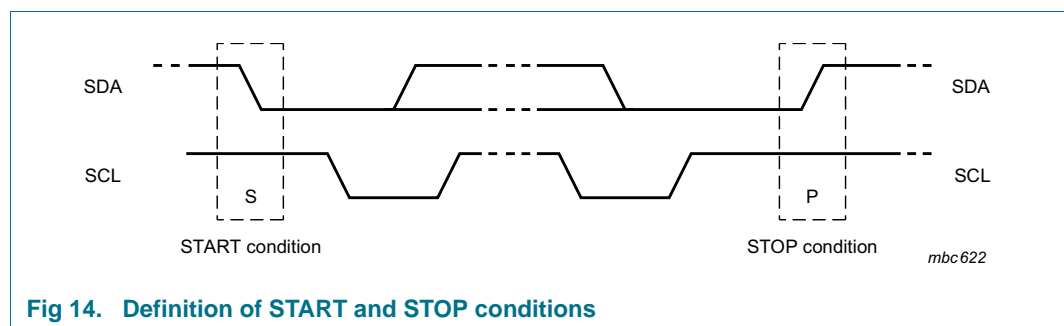 SDA
SDA
SCL
SCL
S
P
START condition
STOP condition
mbc622
Fig 14. Definition of START and STOP conditions